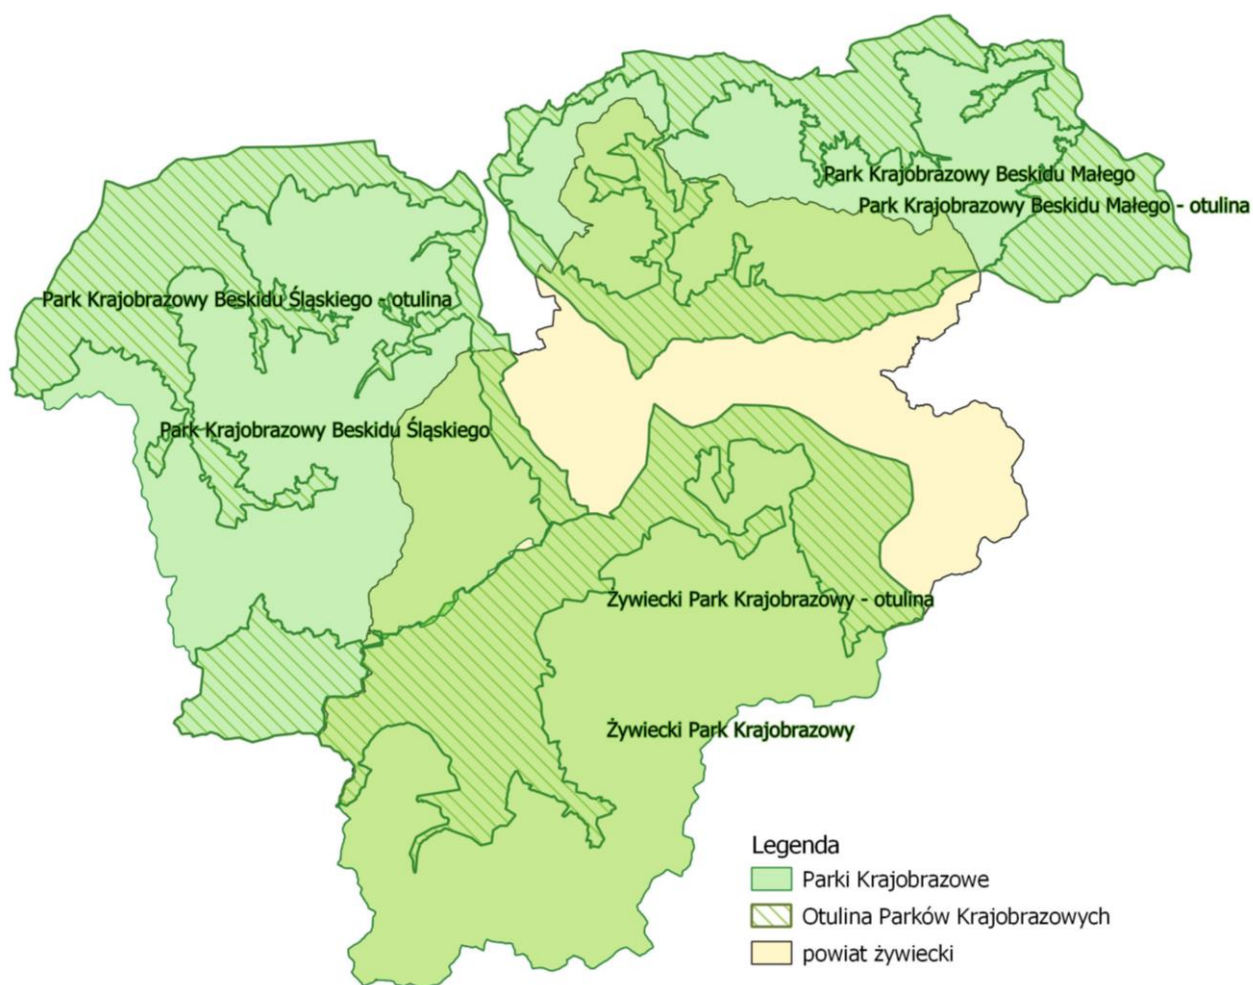 Park Krajobrazowy Beskidu Małego
Park Krajobrazowy Beskidu Małego - otulina
Park Krajobrazowy Beskidu Śląskiego - otulina
Park Krajobrazowy Beskidu Śląskiego
Żywiecki Park Krajobrazowy - otulina
Żywiecki Park Krajobrazowy
Legenda
Parki Krajobrazowe
Otulina Parków Krajobrazowych
powiat żywiecki